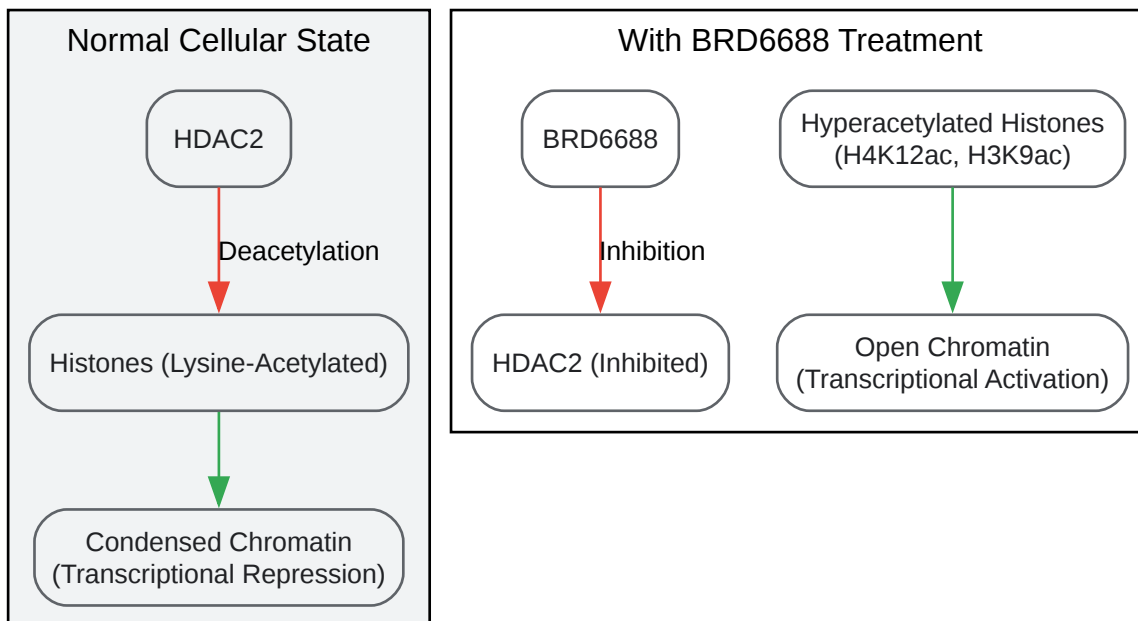 Normal Cellular State
HDAC2
Deacetylation
Histones (Lysine-Acetylated)
Condensed Chromatin
(Transcriptional Repression)
With BRD6688 Treatment
BRD6688
Inhibition
HDAC2 (Inhibited)
Hyperacetylated Histones
(H4K12ac, H3K9ac)
Open Chromatin
(Transcriptional Activation)